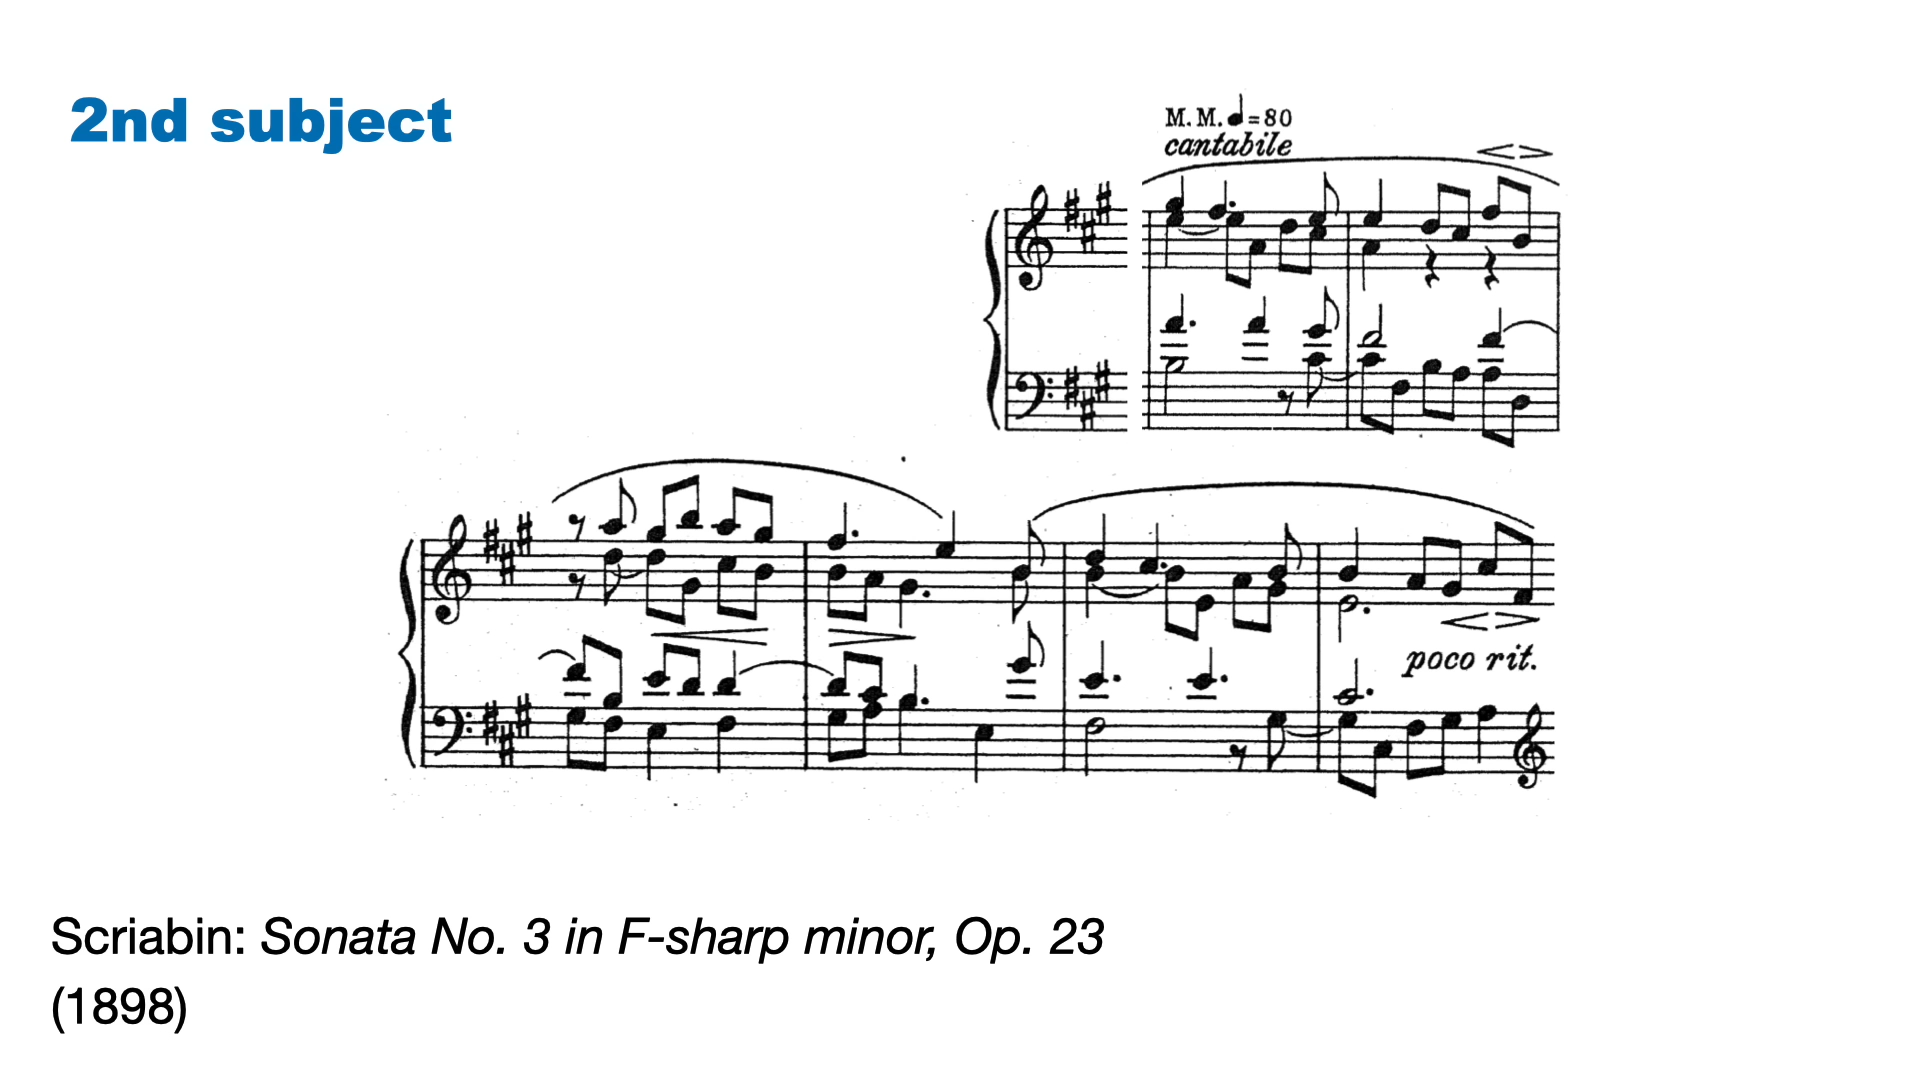 2nd subject
M. M. ♩=80
cantabile
poco rit.
Scriabin: Sonata No. 3 in F-sharp minor, Op. 23
(1898)